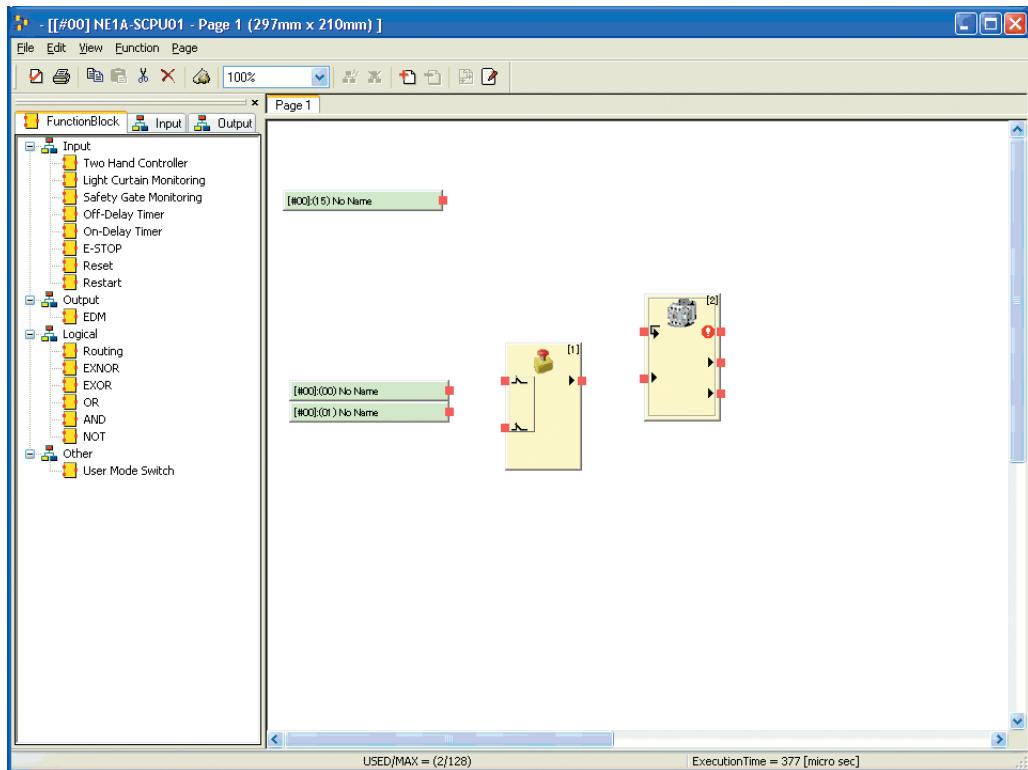 - [[#00] NE1A-SCPU01 - Page 1 (297mm x 210mm) ]
File Edit View Function Page
100%
Page 1
FunctionBlock Input Output
Input
Two Hand Controller
Light Curtain Monitoring
Safety Gate Monitoring
Off-Delay Timer
On-Delay Timer
E-STOP
Reset
Restart
Output
EDM
Logical
Routing
EXNOR
EXOR
OR
AND
NOT
Other
User Mode Switch
[#00]:(15) No Name
[2]
[1]
[#00]:(00) No Name
[#00]:(01) No Name
USED/MAX = (2/128)
ExecutionTime = 377 [micro sec]